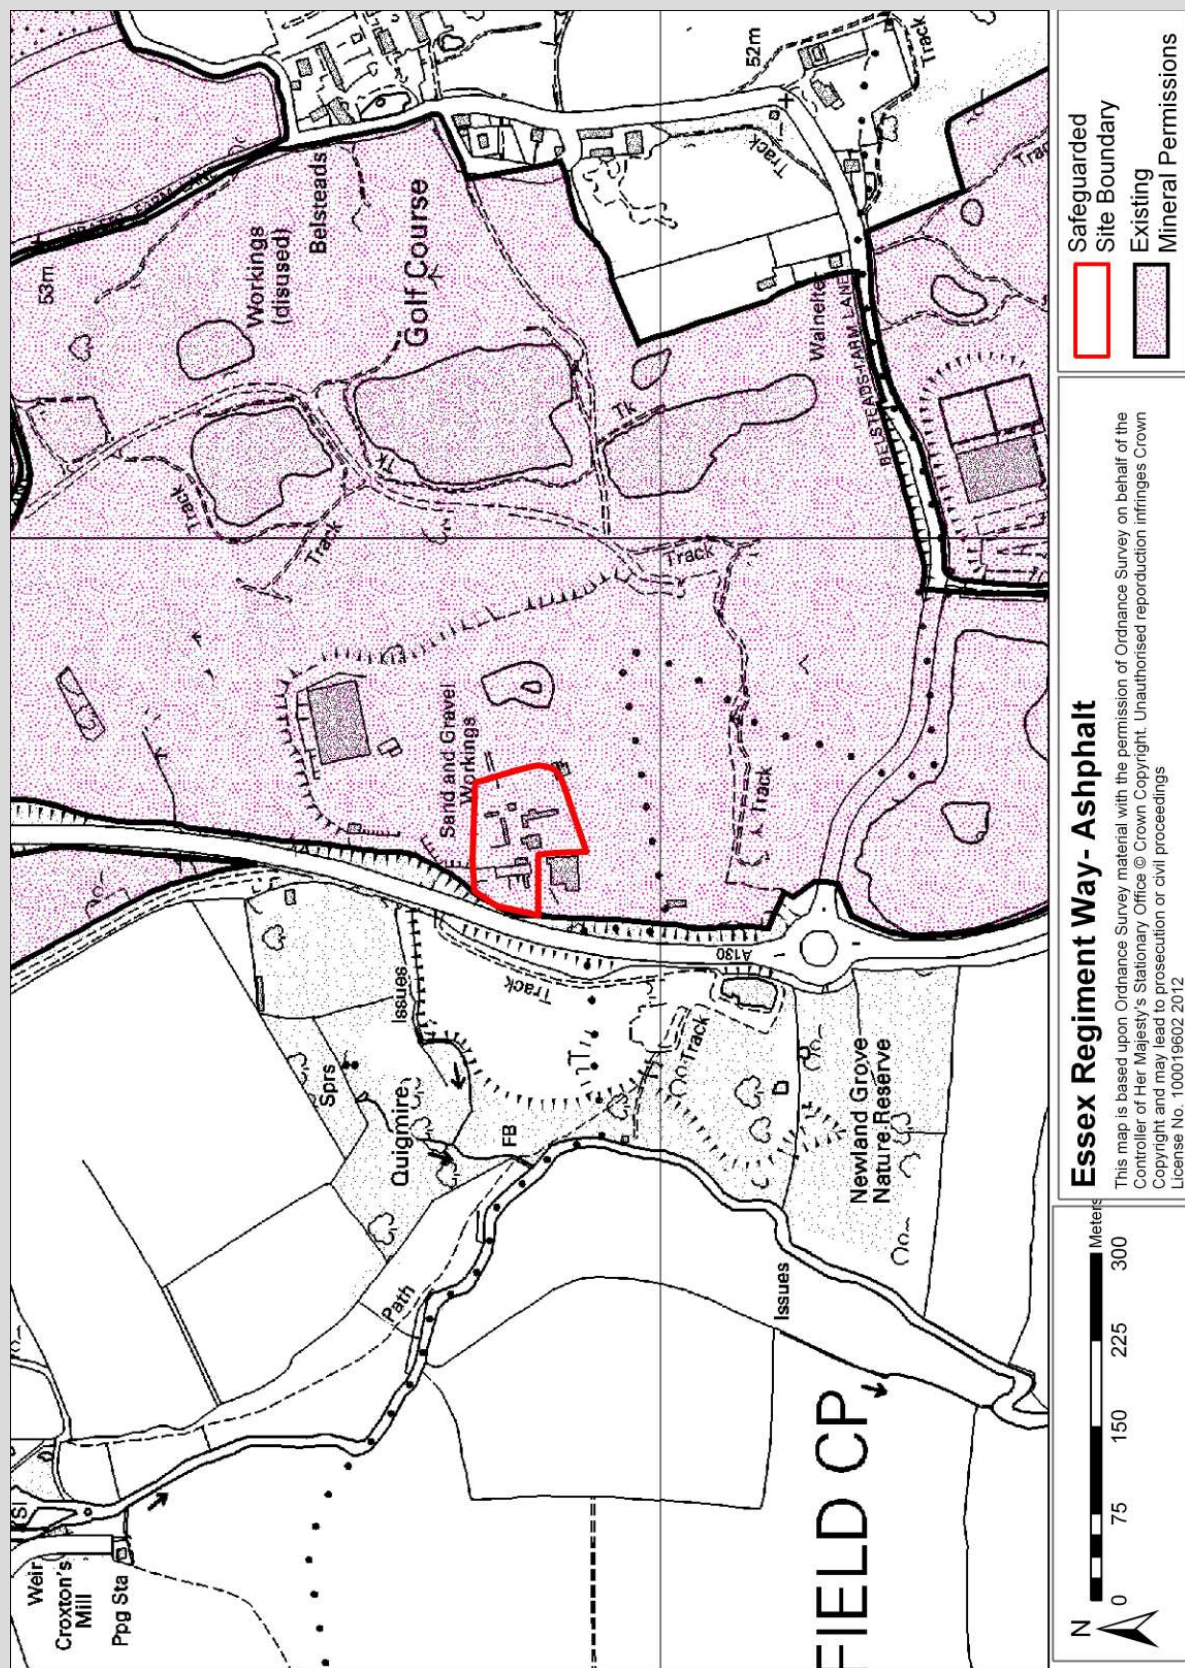 Weir
Croxton's
Mill
Ppg Sta
Path
FIELD CP
Issues
Sprs
Quigmire
FB
Issues
Track
Track
Newland Grove
Nature Reserve
A130
Sand and Gravel
Workings
Track
Track
Track
Track
Tk
Tk
Golf Course
Workings
(disused)
Belsteads
53m
52m
Track
Track
BELSTEADS FARM LANE
Essex Regiment Way- Ashphalt
This map is based upon Ordnance Survey material with the permission of Ordnance Survey on behalf of the
Controller of Her Majesty's Stationary Office © Crown Copyright. Unauthorised reporduction infringes Crown
Copyright and may lead to prosecution or civil proceedings
License No. 100019602 2012
N
0 75 150 225 300
Meters
Safeguarded
Site Boundary
Existing
Mineral Permissions